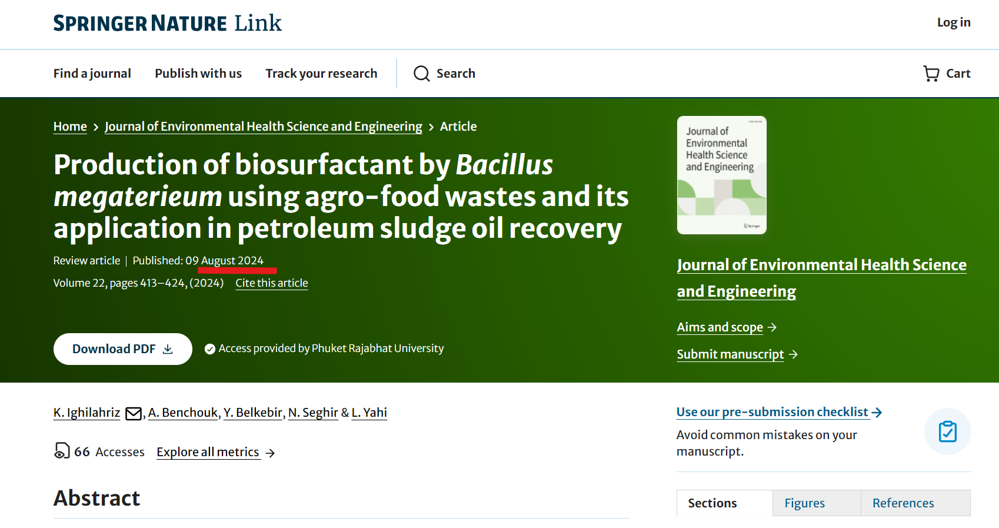 SPRINGER NATURE Link
Log in
Find a journal
Publish with us
Track your research
Search
Cart
Home > Journal of Environmental Health Science and Engineering > Article
Production of biosurfactant by Bacillus
megaterieum using agro-food wastes and its
application in petroleum sludge oil recovery
Review article | Published: 09 August 2024
Volume 22, pages 413–424, (2024) Cite this article
Download PDF
Access provided by Phuket Rajabhat University
Journal of
Environmental
Health Science
and Engineering
Springer
Journal of Environmental Health Science
and Engineering
Aims and scope →
Submit manuscript →
K. Ighilahriz, A. Benchouk, Y. Belkebir, N. Seghir & L. Yahi
66 Accesses
Explore all metrics →
Abstract
Use our pre-submission checklist →
Avoid common mistakes on your
manuscript.
Sections
Figures
References